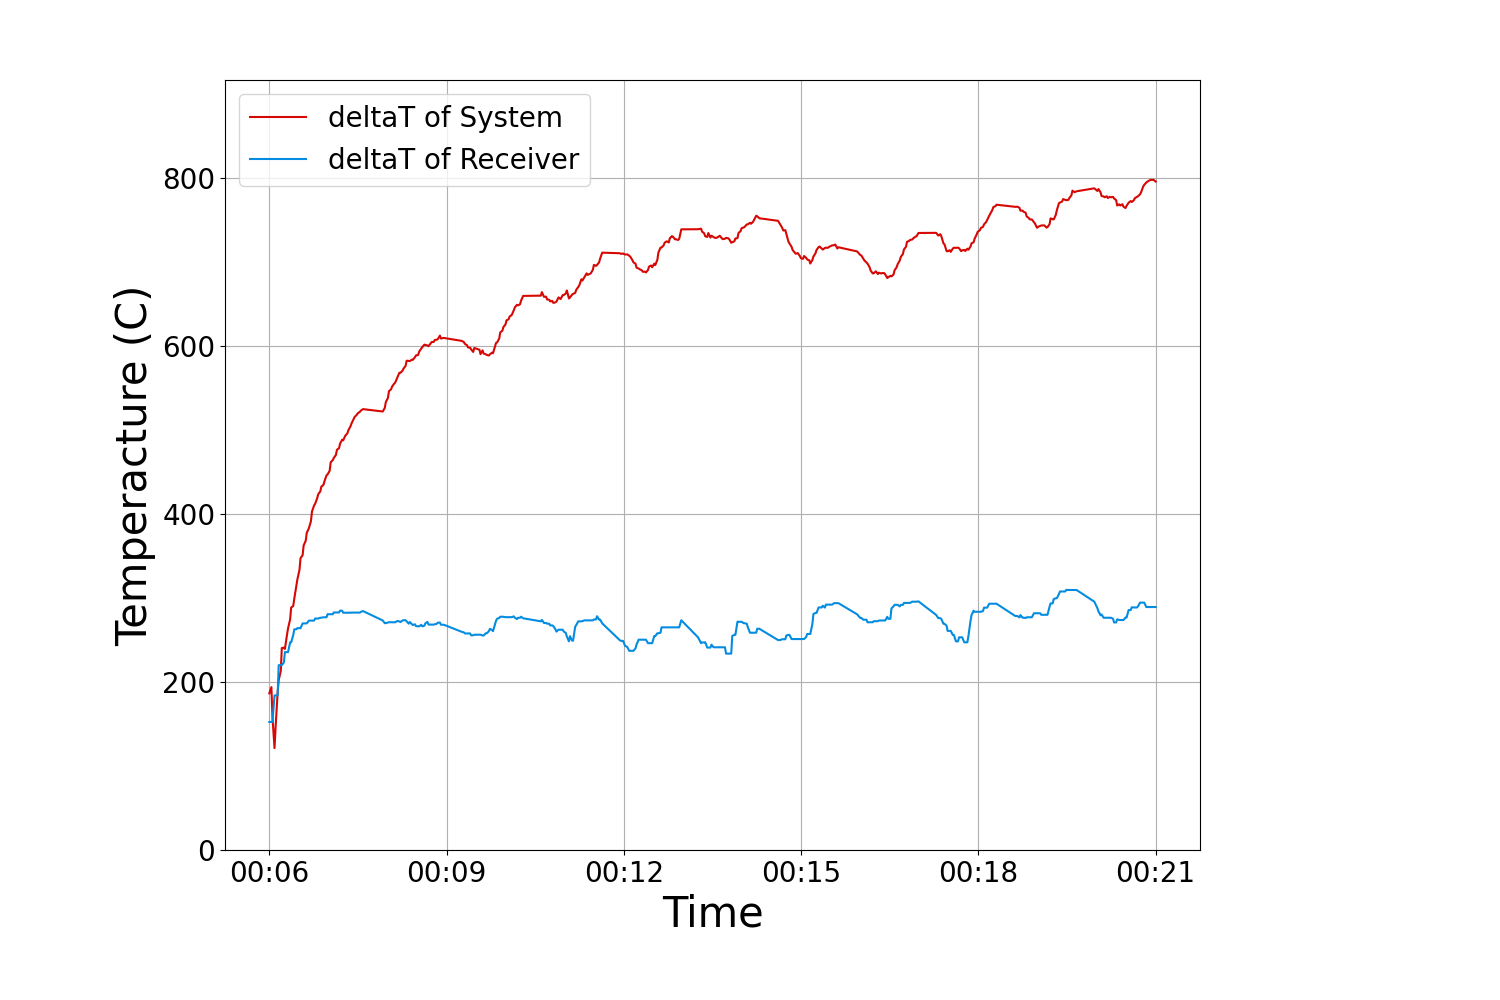 deltaT of System
deltaT of Receiver
800
600
400
200
0
Temperacture (C)
00:06 00:09 00:12 00:15 00:18 00:21
Time